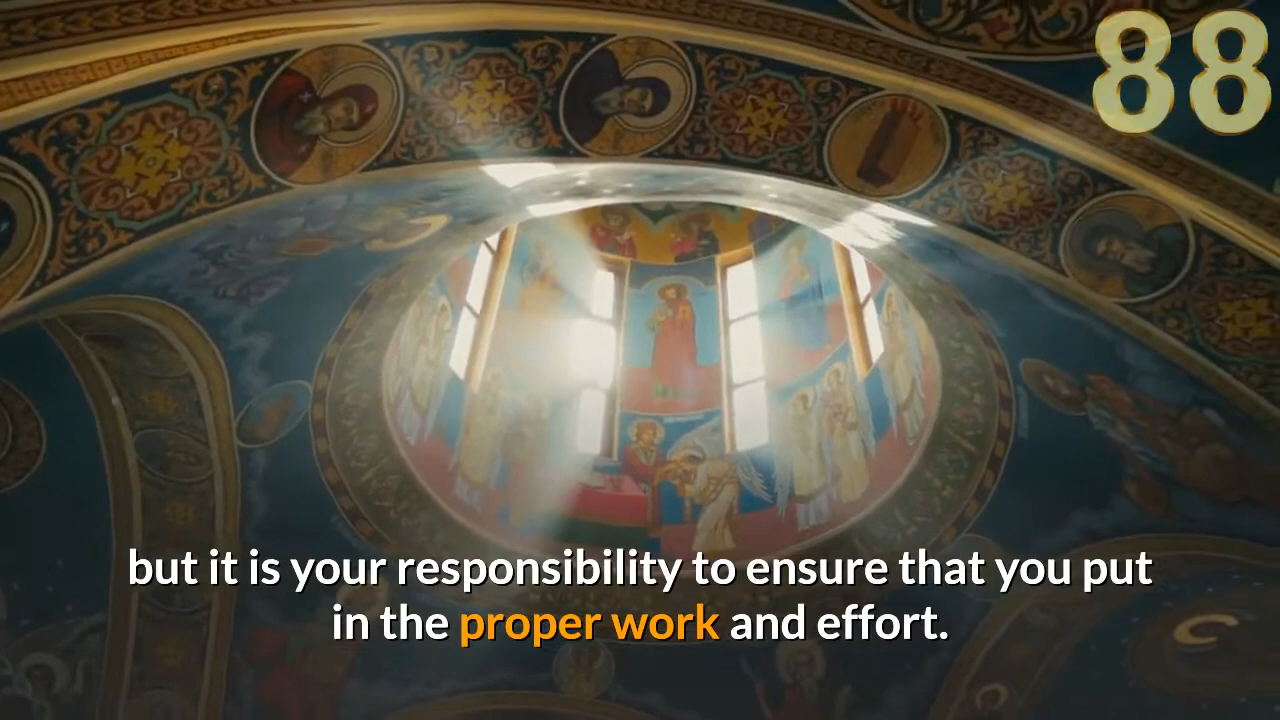 88
but it is your responsibility to ensure that you put
in the proper work and effort.